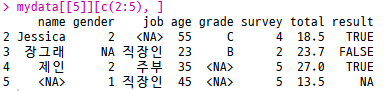 > mydata[[5]][c(2:5), ]
name gender job age grade survey total result
2 Jessica 2 <NA> 55 C 4 18.5 TRUE
3 장그래 NA 직장인 23 B 2 23.7 FALSE
4 제인 2 주부 35 <NA> 5 27.0 TRUE
5 <NA> 1 직장인 45 <NA> 5 13.5 NA